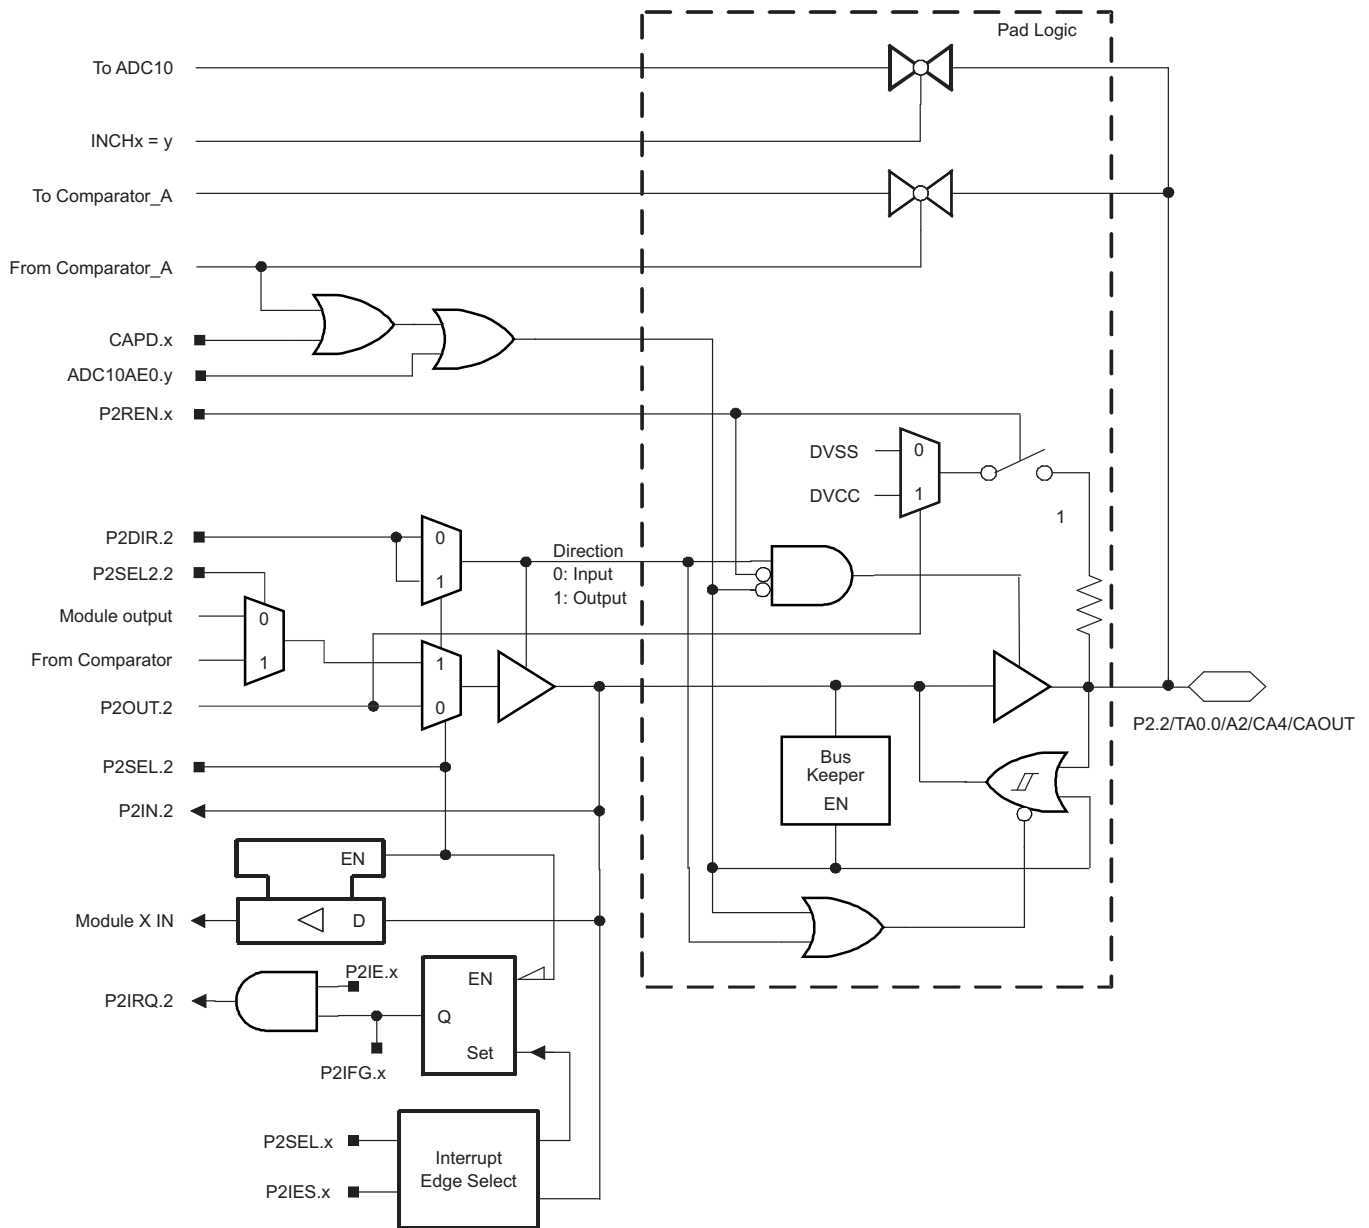 Pad Logic
To ADC10
INCHx = y
To Comparator_A
From Comparator_A
CAPD.x
ADC10AE0.y
P2REN.x
DVSS
0
DVCC
1
1
P2DIR.2
0
Direction
0: Input
1: Output
P2SEL2.2
1
Module output
0
From Comparator
1
1
P2OUT.2
0
P2.2/TA0.0/A2/CA4/CAOUT
Bus
Keeper
EN
P2SEL.2
P2IN.2
EN
Module X IN
D
P2IE.x
EN
P2IRQ.2
Q
Set
P2IFG.x
P2SEL.x
Interrupt
Edge Select
P2IES.x